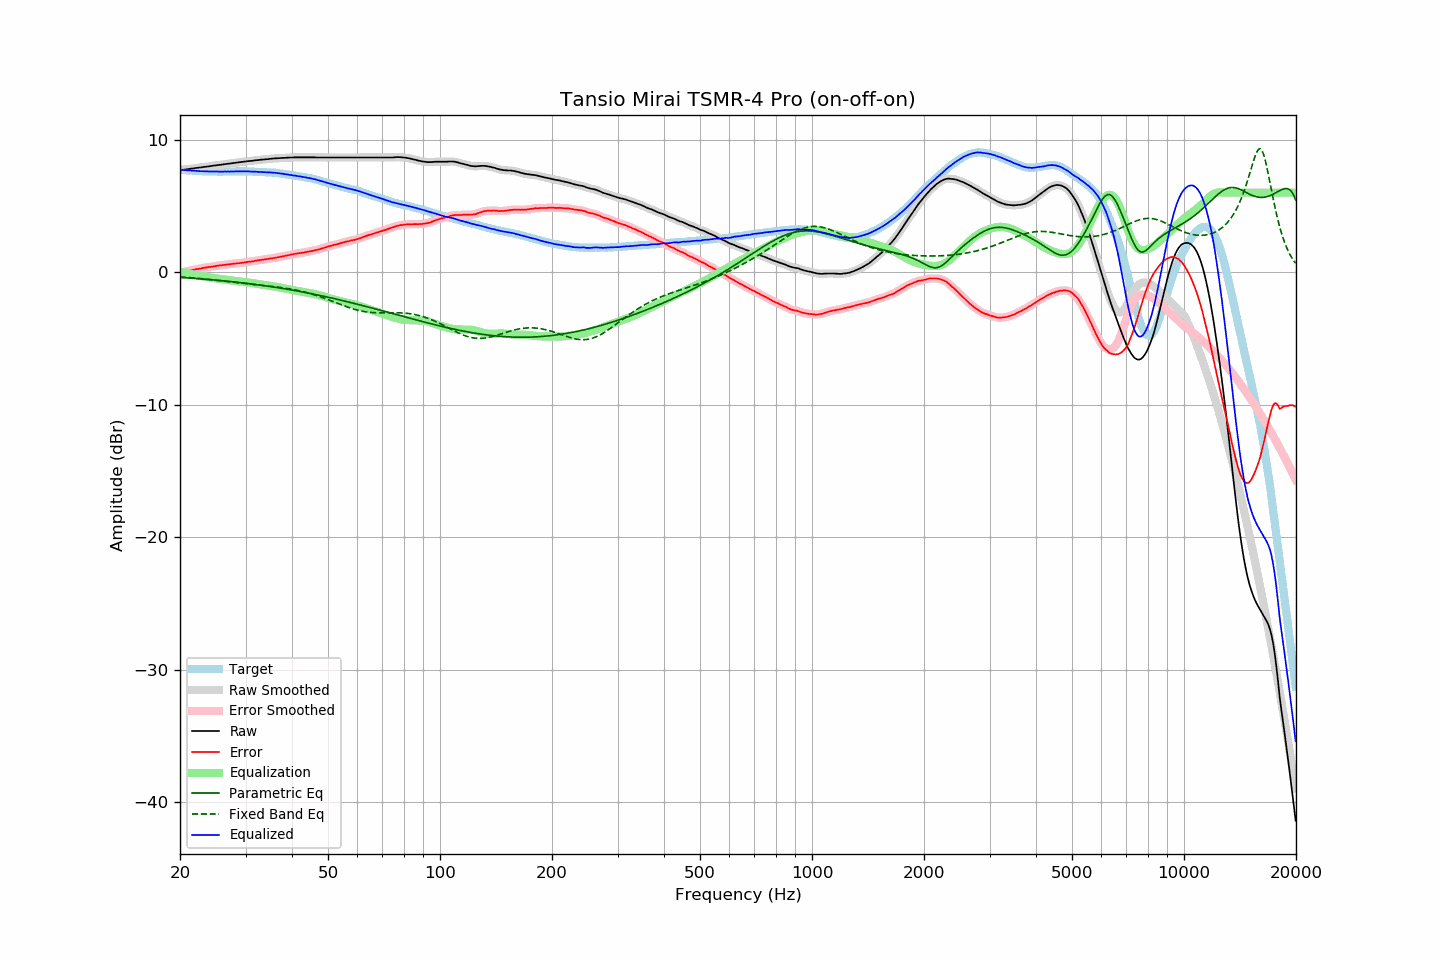 Tansio Mirai TSMR-4 Pro (on-off-on)
Amplitude (dBr)
10
0
−10
−20
−30
−40
Target
Raw Smoothed
Error Smoothed
Raw
Error
Equalization
Parametric Eq
Fixed Band Eq
Equalized
20 50 100 200 500 1000 2000 5000 10000 20000
Frequency (Hz)